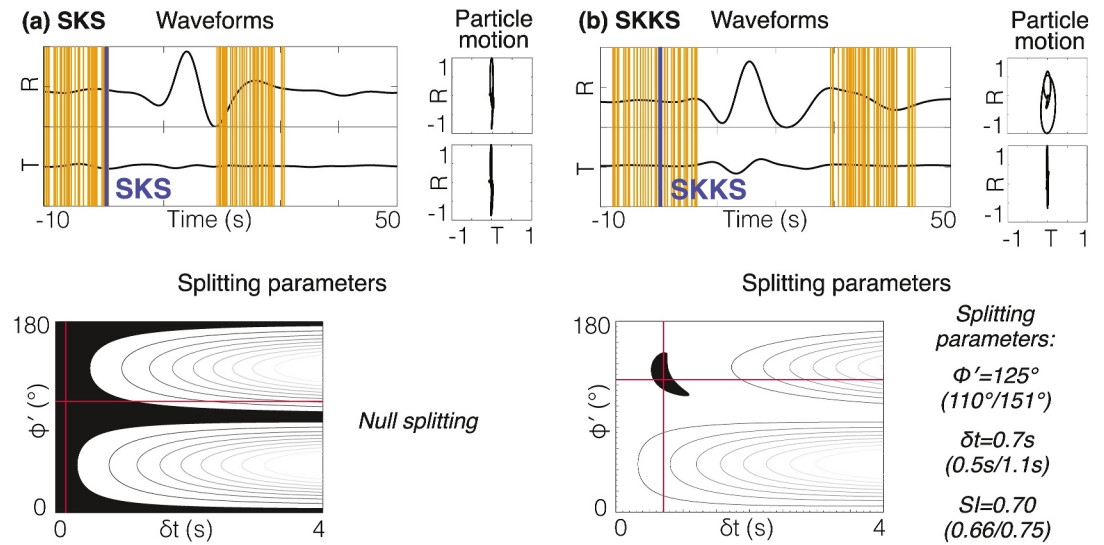 (a) SKS Waveforms
Particle
motion
R
T
SKS
-10 Time (s) 50
1
R
-1
1
R
-1
-1 T 1
Splitting parameters
180
Φ′ (°)
0
0 δt (s) 4
Null splitting
(b) SKKS Waveforms
Particle
motion
R
T
SKKS
-10 Time (s) 50
1
R
-1
1
R
-1
-1 T 1
Splitting parameters
180
Φ′ (°)
0
0 δt (s) 4
Splitting
parameters:
Φ′=125°
(110°/151°)
δt=0.7s
(0.5s/1.1s)
SI=0.70
(0.66/0.75)